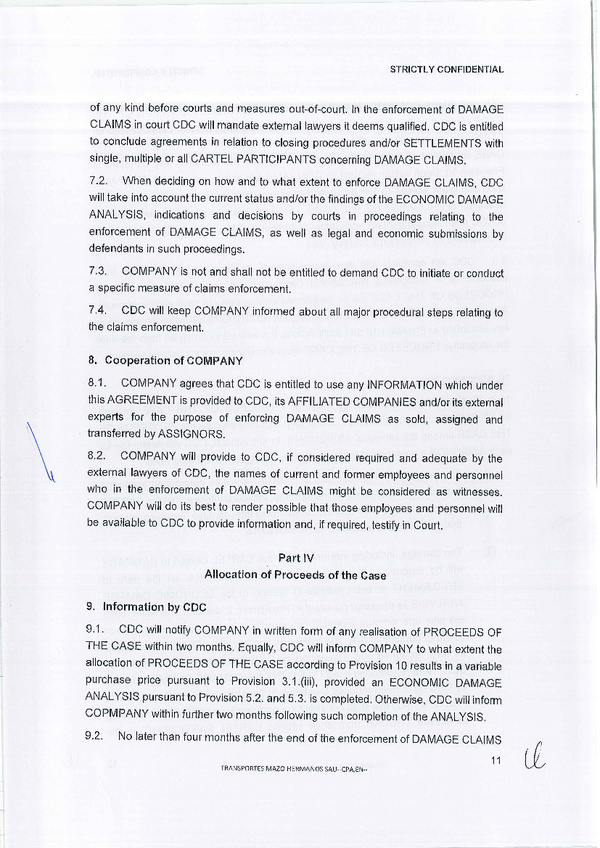 STRICTLY CONFIDENTIAL
of any kind before courts and measures out-of-court. In the enforcement of DAMAGE
CLAIMS in court CDC will mandate external lawyers it deems qualified. CDC is entitled
to conclude agreements in relation to closing procedures and/or SETTLEMENTS with
single, multiple or all CARTEL PARTICIPANTS concerning DAMAGE CLAIMS.
7.2. When deciding on how and to what extent to enforce DAMAGE CLAIMS, CDC
will take into account the current status and/or the findings of the ECONOMIC DAMAGE
ANALYSIS, indications and decisions by courts in proceedings relating to the
enforcement of DAMAGE CLAIMS, as well as legal and economic submissions by
defendants in such proceedings.
7.3. COMPANY is not and shall not be entitled to demand CDC to initiate or conduct
a specific measure of claims enforcement.
7.4. CDC will keep COMPANY informed about all major procedural steps relating to
the claims enforcement.
8. Cooperation of COMPANY
8.1. COMPANY agrees that CDC is entitled to use any INFORMATION which under
this AGREEMENT is provided to CDC, its AFFILIATED COMPANIES and/or its external
experts for the purpose of enforcing DAMAGE CLAIMS as sold, assigned and
transferred by ASSIGNORS.
8.2. COMPANY will provide to CDC, if considered required and adequate by the
external lawyers of CDC, the names of current and former employees and personnel
who in the enforcement of DAMAGE CLAIMS might be considered as witnesses.
COMPANY will do its best to render possible that those employees and personnel will
be available to CDC to provide information and, if required, testify in Court.
Part IV
Allocation of Proceeds of the Case
9. Information by CDC
9.1. CDC will notify COMPANY in written form of any realisation of PROCEEDS OF
THE CASE within two months. Equally, CDC will inform COMPANY to what extent the
allocation of PROCEEDS OF THE CASE according to Provision 10 results in a variable
purchase price pursuant to Provision 3.1.(iii), provided an ECONOMIC DAMAGE
ANALYSIS pursuant to Provision 5.2. and 5.3. is completed. Otherwise, CDC will inform
COPMPANY within further two months following such completion of the ANALYSIS.
9.2. No later than four months after the end of the enforcement of DAMAGE CLAIMS
11
TRANSPORTES MAZO HERMANOS SAU--CPA.EN--